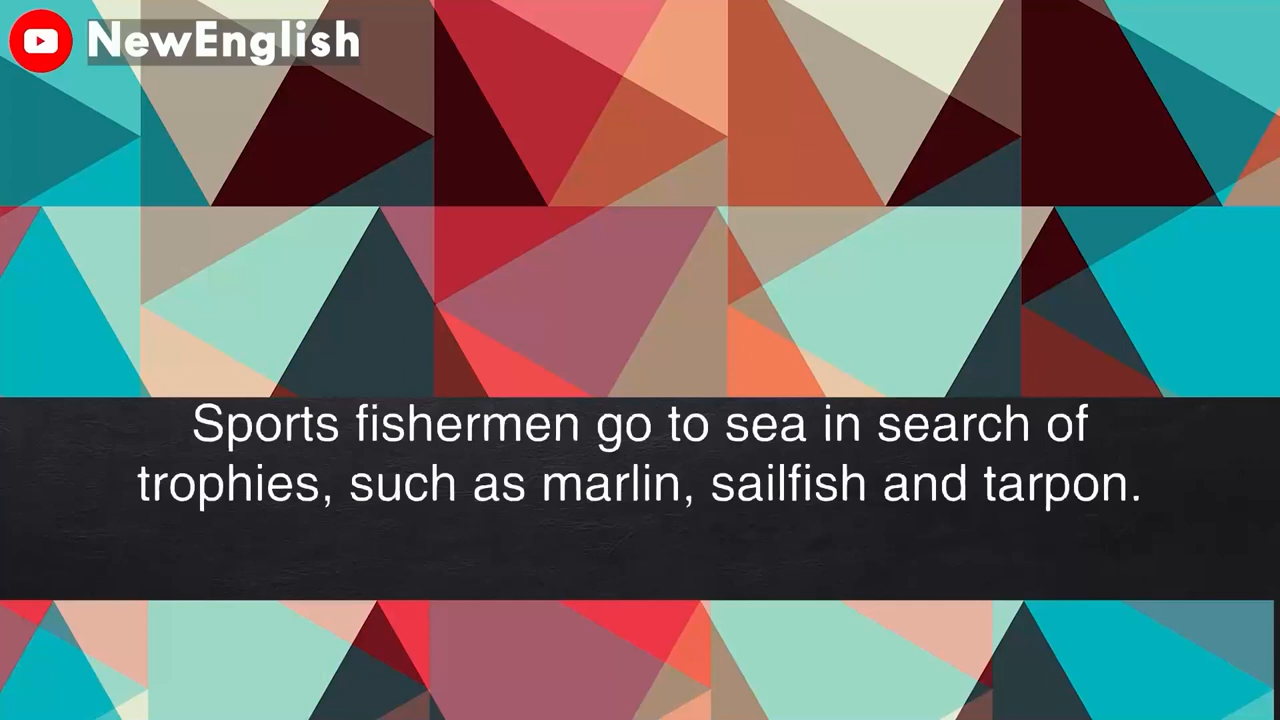 NewEnglish
Sports fishermen go to sea in search of
trophies, such as marlin, sailfish and tarpon.